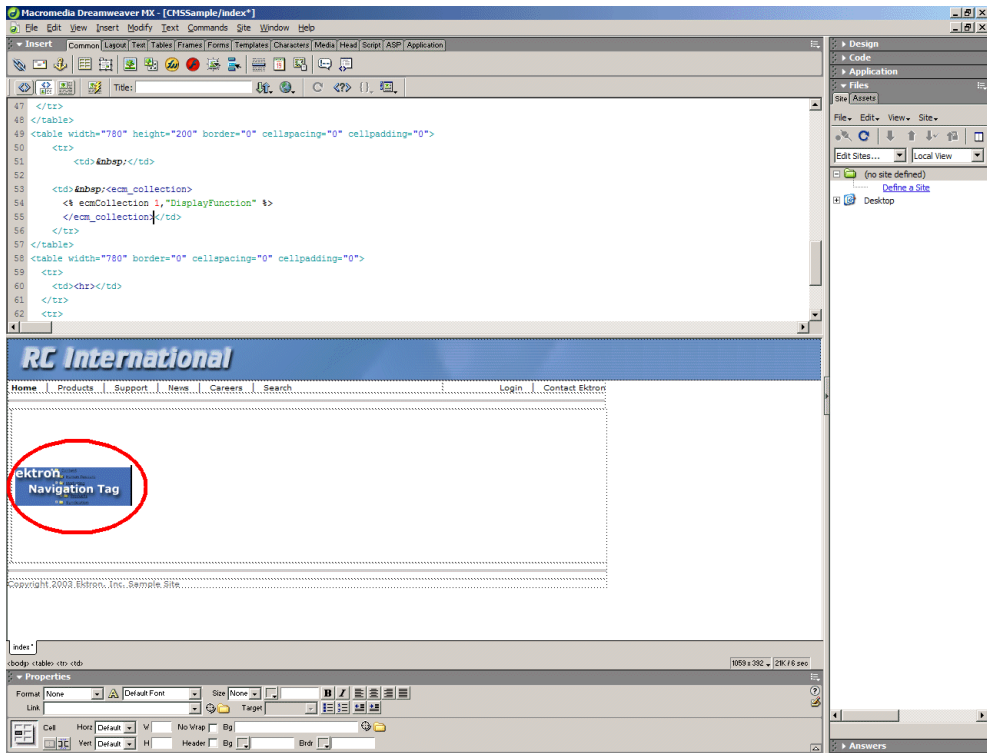 Macromedia Dreamweaver MX - [CMSSample/index*]
File Edit View Insert Modify Text Commands Site Window Help
Insert Common Layout Text Tables Frames Forms Templates Characters Media Head Script ASP Application
Title:
47 </tr>
48 </table>
49 <table width="780" height="200" border="0" cellspacing="0" cellpadding="0">
50 <tr>
51 <td>&nbsp;</td>
52
53 <td>&nbsp;<ecm_collection>
54 <% ecmCollection 1,"DisplayFunction" %>
55 </ecm_collection></td>
56 </tr>
57 </table>
58 <table width="780" border="0" cellspacing="0" cellpadding="0">
59 <tr>
60 <td><hr></td>
61 </tr>
62 <tr>
RC International
Home | Products | Support | News | Careers | Search Login | Contact Ektron
ektron
Navigation Tag
Copyright 2003 Ektron, Inc. Sample Site
index*
<body> <table> <tr> <td>
1059 x 392 21K / 6 sec
Properties
Format None Default Font Size None B I
Link Target
Cell Horz Default W No Wrap Bg
Vert Default H Header Bg Brdr
Design
Code
Application
Files
Site Assets
File Edit View Site
Edit Sites... Local View
(no site defined)
Define a Site
Desktop
Answers